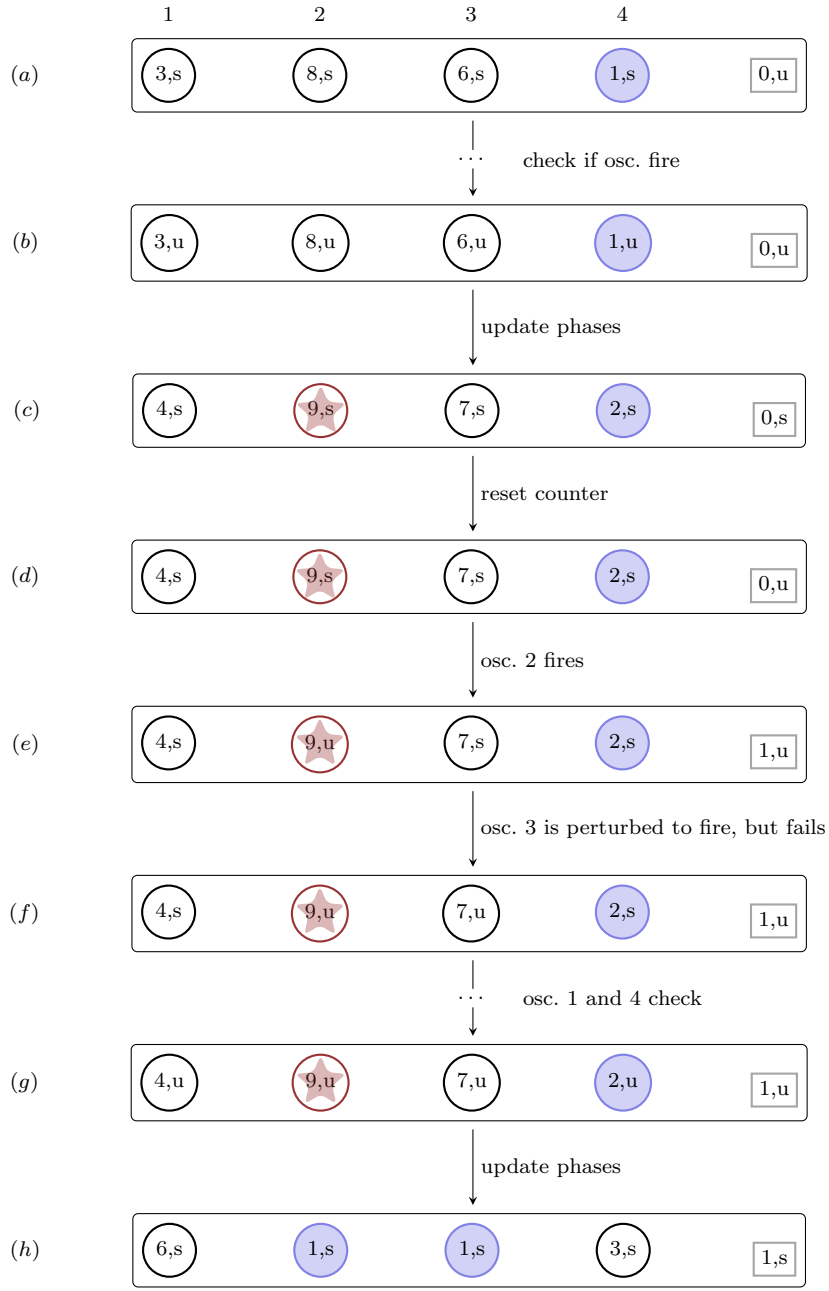 1 2 3 4
(a) 3,s 8,s 6,s 1,s 0,u
··· check if osc. fire
(b) 3,u 8,u 6,u 1,u 0,u
update phases
(c) 4,s 9,s 7,s 2,s 0,s
reset counter
(d) 4,s 9,s 7,s 2,s 0,u
osc. 2 fires
(e) 4,s 9,u 7,s 2,s 1,u
osc. 3 is perturbed to fire, but fails
(f) 4,s 9,u 7,u 2,s 1,u
··· osc. 1 and 4 check
(g) 4,u 9,u 7,u 2,u 1,u
update phases
(h) 6,s 1,s 1,s 3,s 1,s